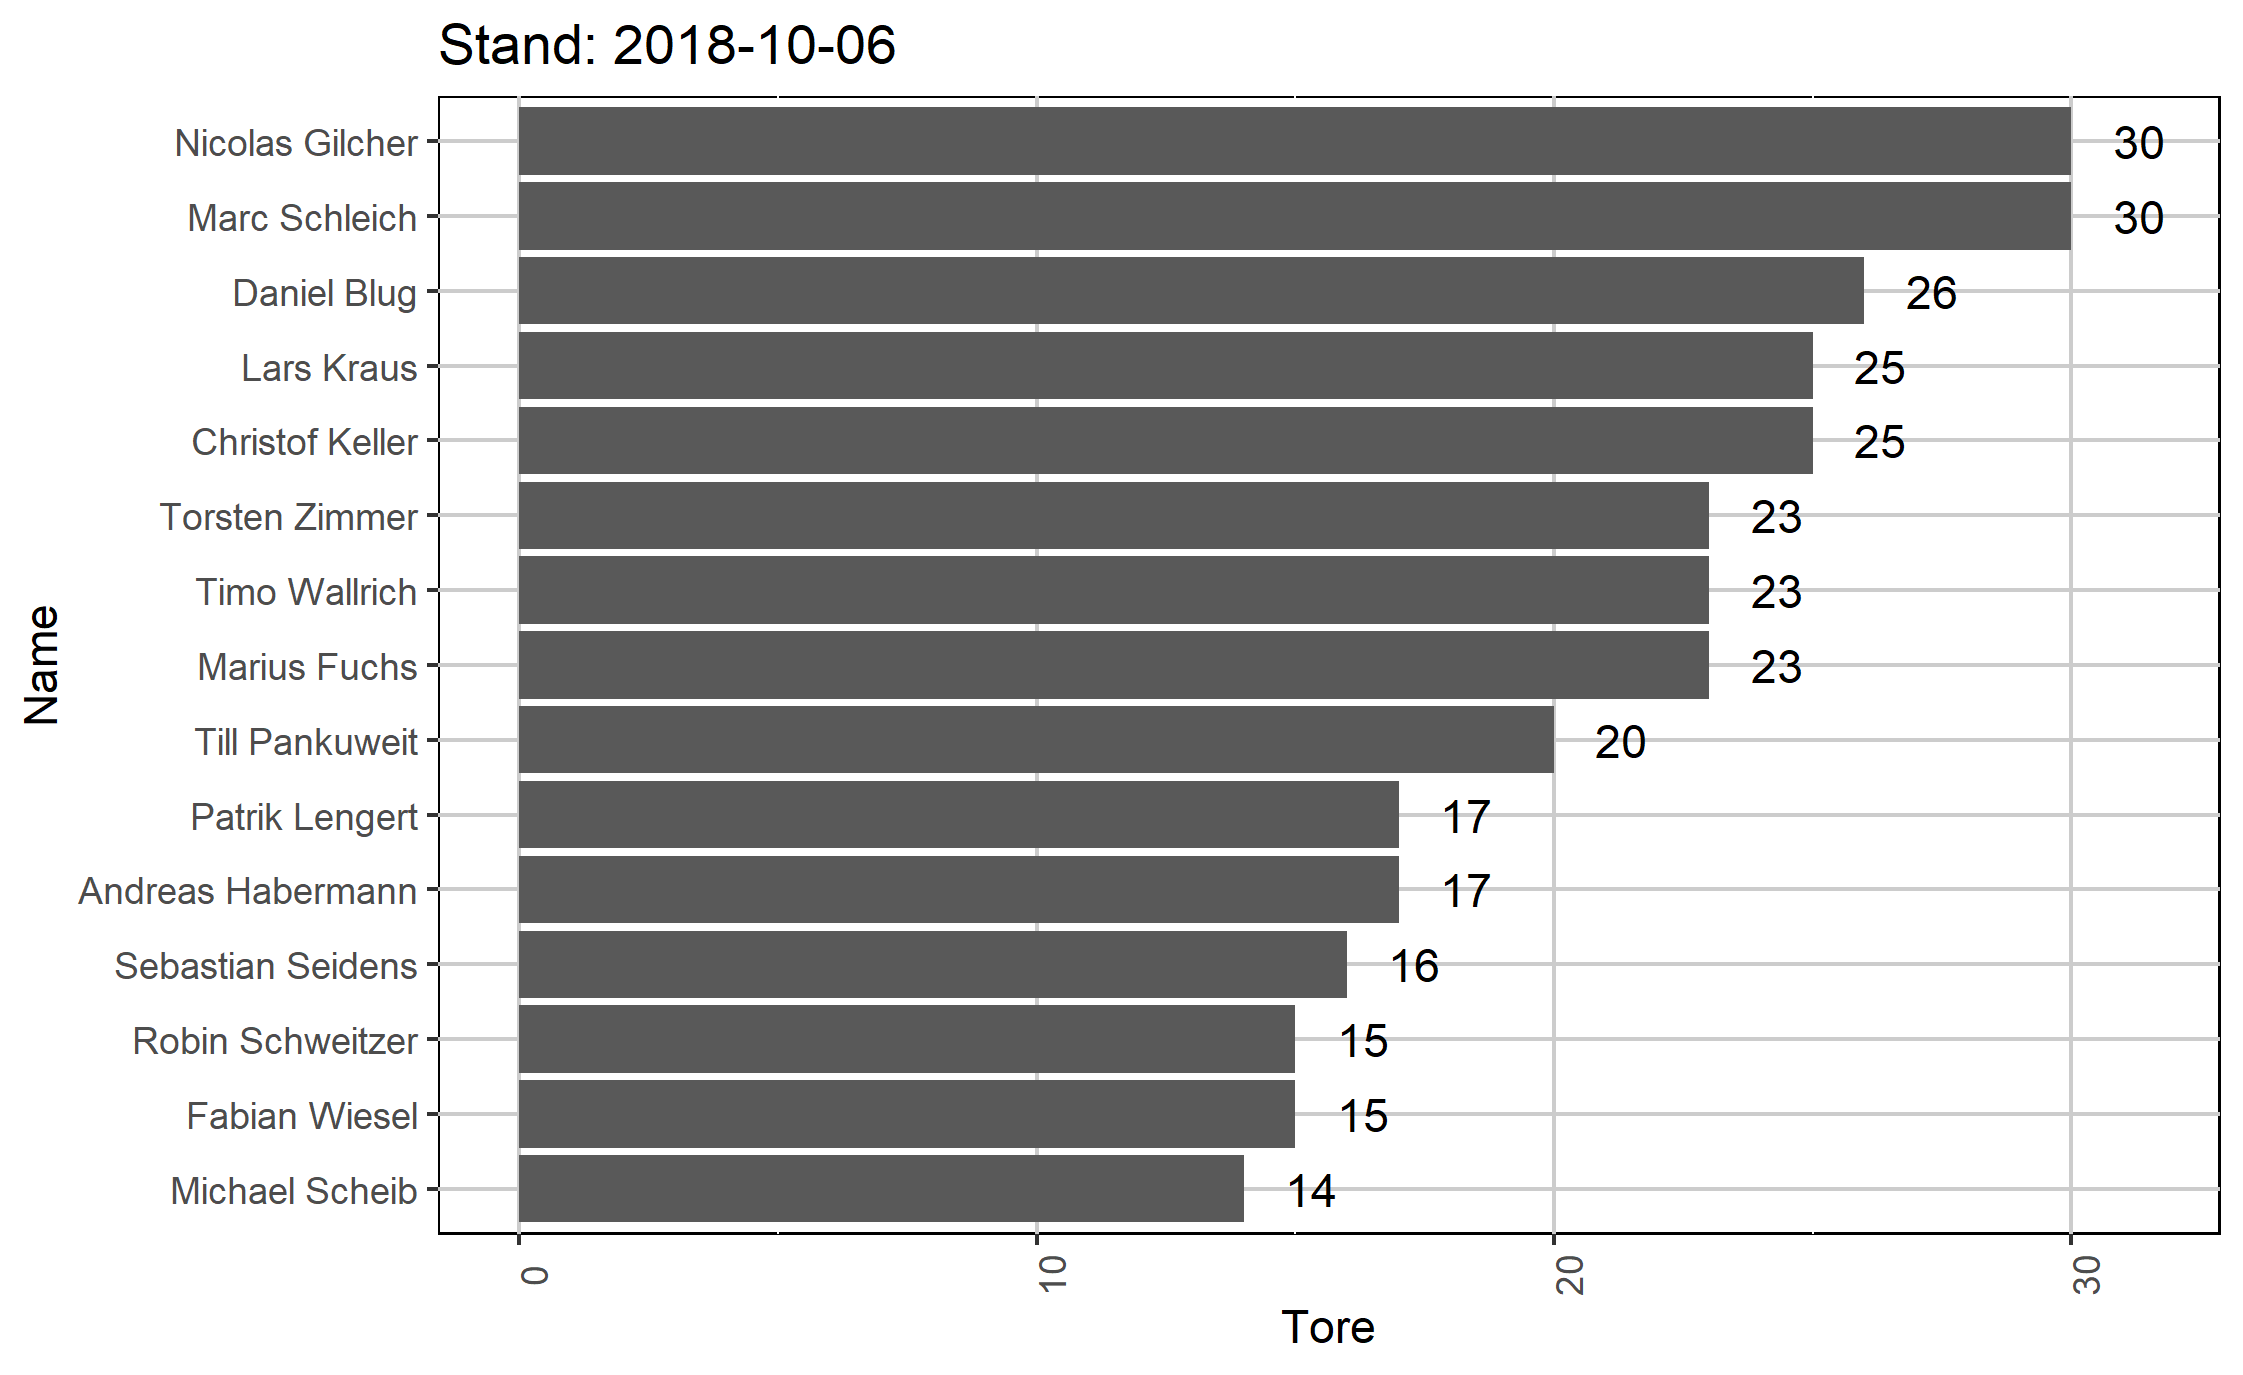 Stand: 2018-10-06
Name
Nicolas Gilcher 30
Marc Schleich 30
Daniel Blug 26
Lars Kraus 25
Christof Keller 25
Torsten Zimmer 23
Timo Wallrich 23
Marius Fuchs 23
Till Pankuweit 20
Patrik Lengert 17
Andreas Habermann 17
Sebastian Seidens 16
Robin Schweitzer 15
Fabian Wiesel 15
Michael Scheib 14
0 10 20 30
Tore